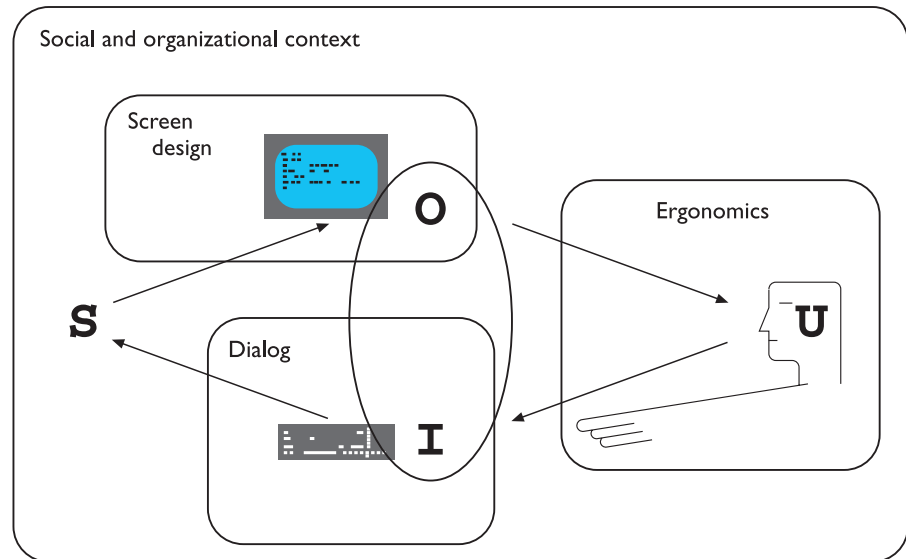 Social and organizational context
Screen
design
O
Ergonomics
S
U
Dialog
I